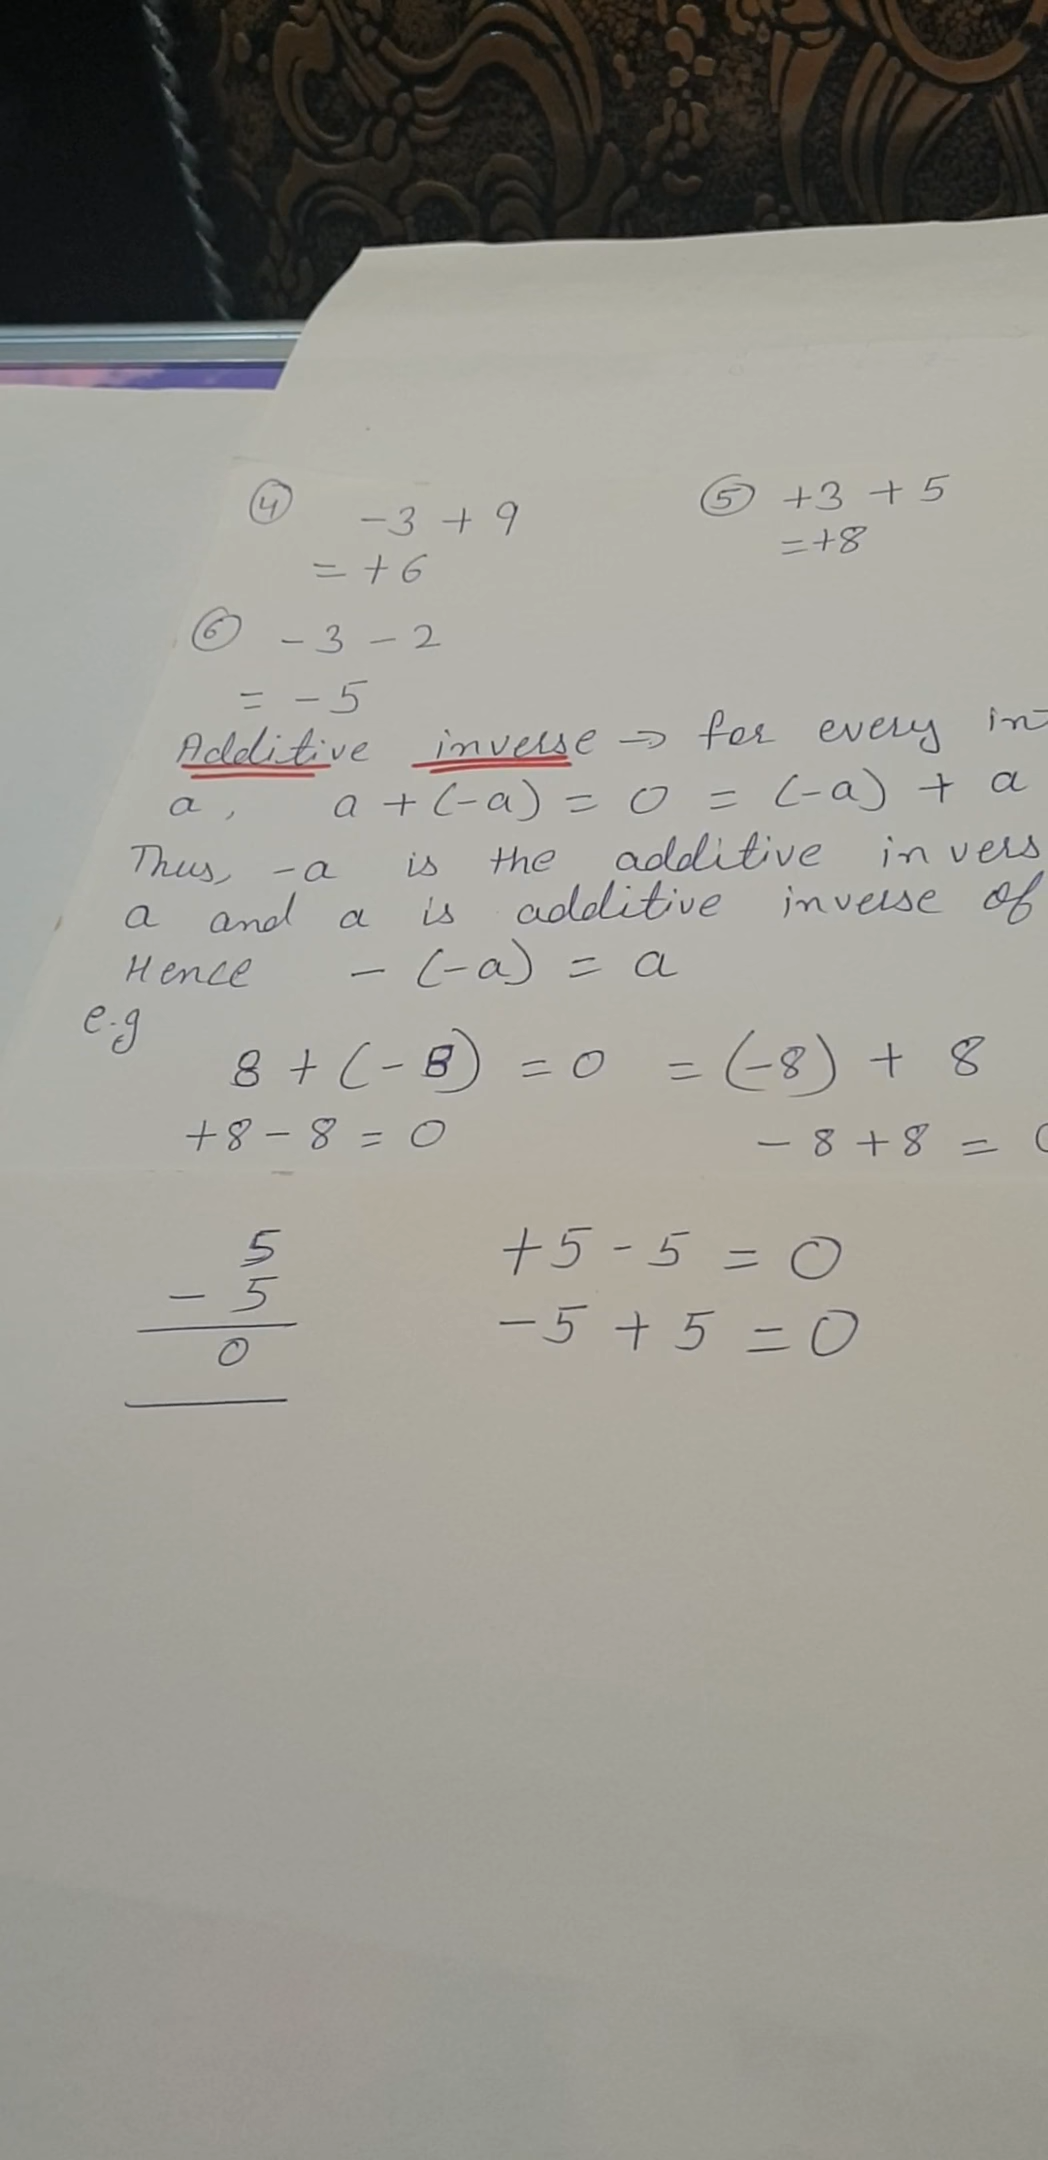 ④ -3 + 9 ⑤ +3 + 5
= +6 =+8
⑥ -3 - 2
= -5
Additive inverse → for every
a, a + (-a) = 0 = (-a) + a
Thus, -a is the additive invers
a and a is additive inverse of
Hence - (-a) = a
e.g
8 + (-8) = 0 = (-8) + 8
+8 - 8 = 0 - 8 + 8 =
5 +5 - 5 = 0
- 5 -5 + 5 = 0
0